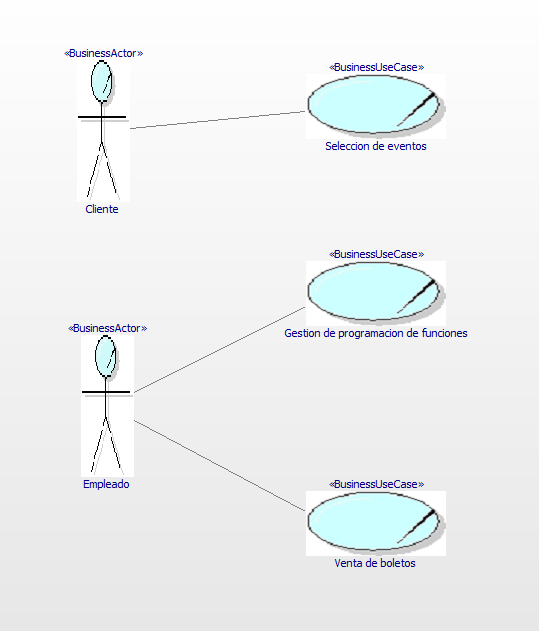 «BusinessActor»
Cliente
«BusinessUseCase»
Seleccion de eventos
«BusinessUseCase»
Gestion de programacion de funciones
«BusinessActor»
Empleado
«BusinessUseCase»
Venta de boletos